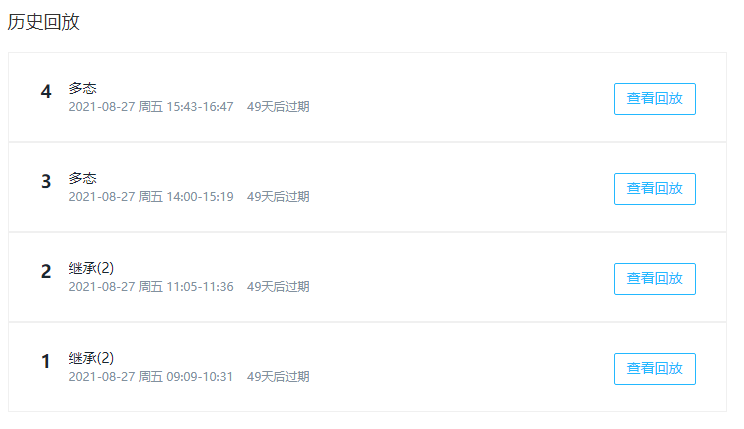 历史回放
4 多态 查看回放
2021-08-27 周五 15:43-16:47 49天后过期
3 多态 查看回放
2021-08-27 周五 14:00-15:19 49天后过期
2 继承(2) 查看回放
2021-08-27 周五 11:05-11:36 49天后过期
1 继承(2) 查看回放
2021-08-27 周五 09:09-10:31 49天后过期